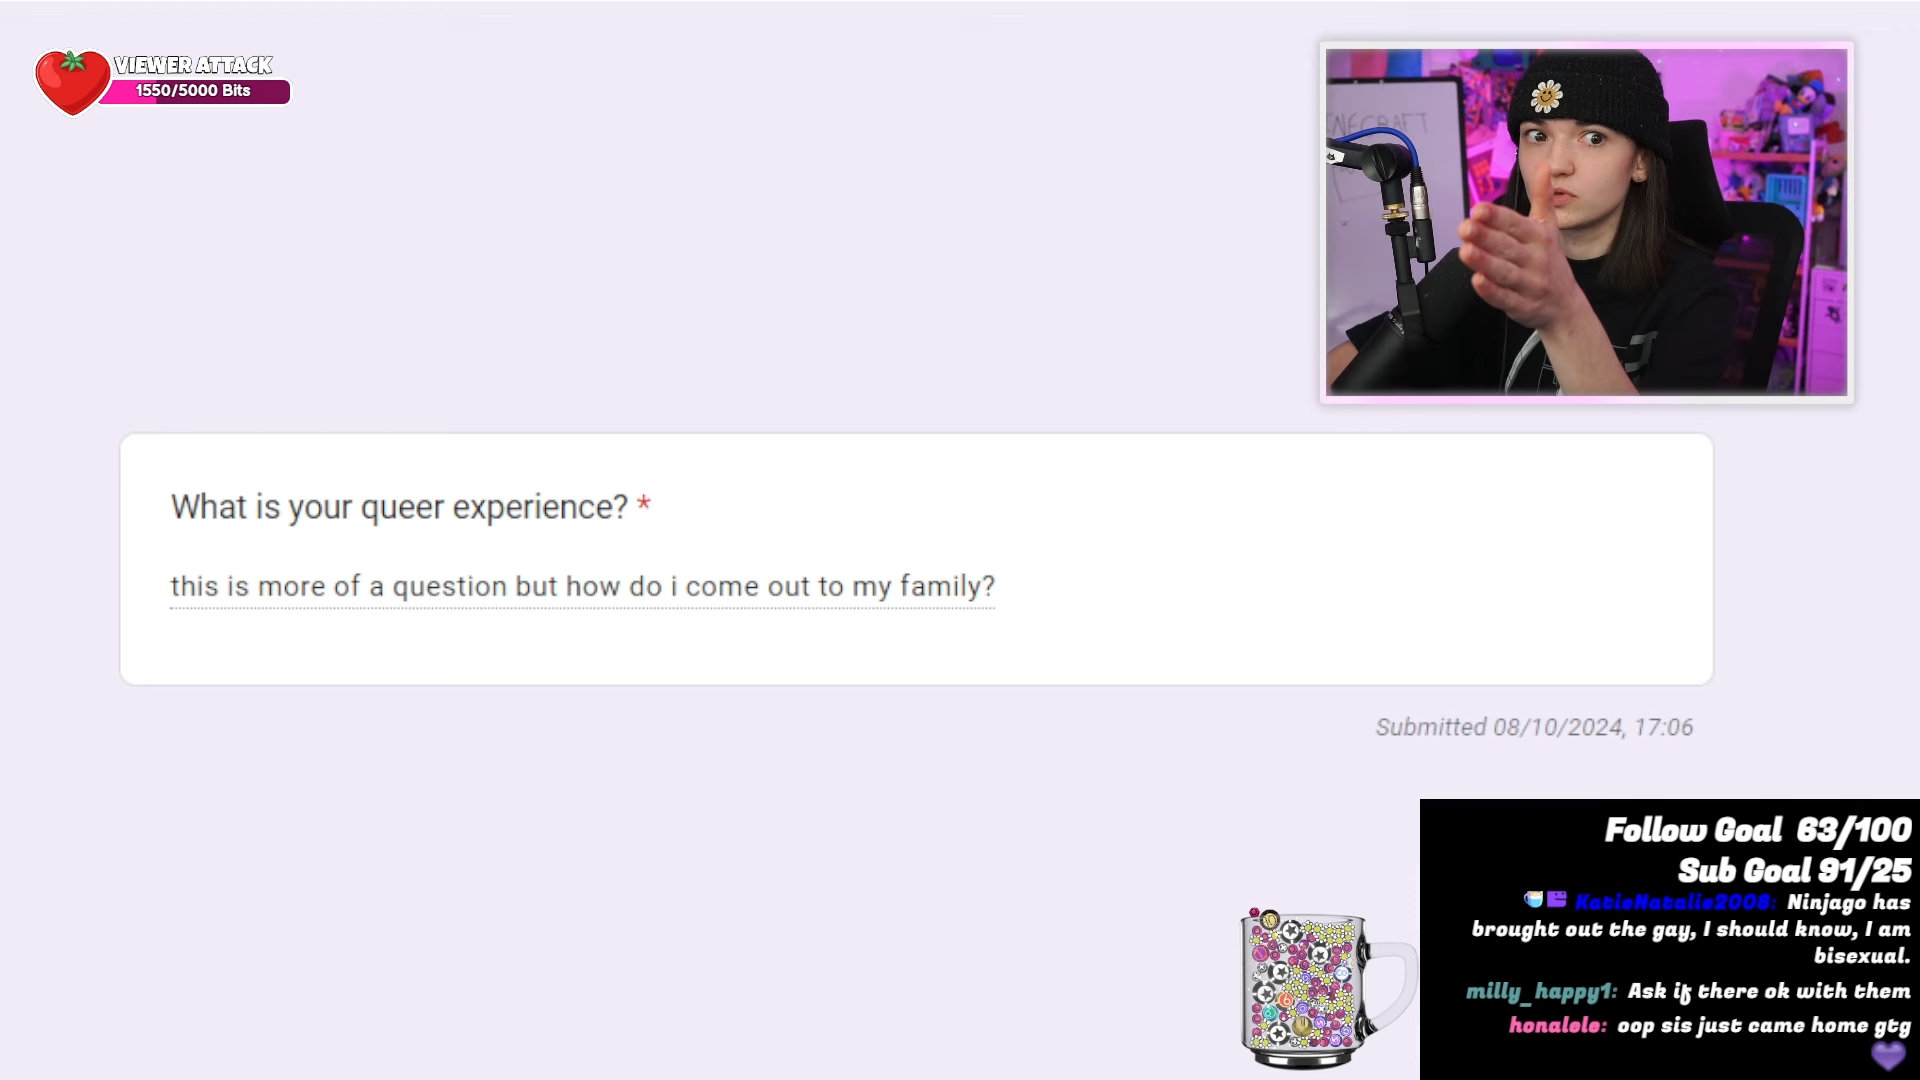 VIEWER ATTACK
1550/5000 Bits
What is your queer experience? *
this is more of a question but how do i come out to my family?
Submitted 08/10/2024, 17:06
Follow Goal 63/100
Sub Goal 91/25
KatieNatalie2008: Ninjago has
brought out the gay, I should know, I am
bisexual.
milly_happy1: Ask if there ok with them
honalole: oop sis just came home gtg